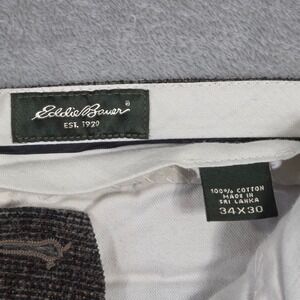 Eddie Bauer®
EST. 1920
100% COTTON
MADE IN
SRI LANKA
34X30